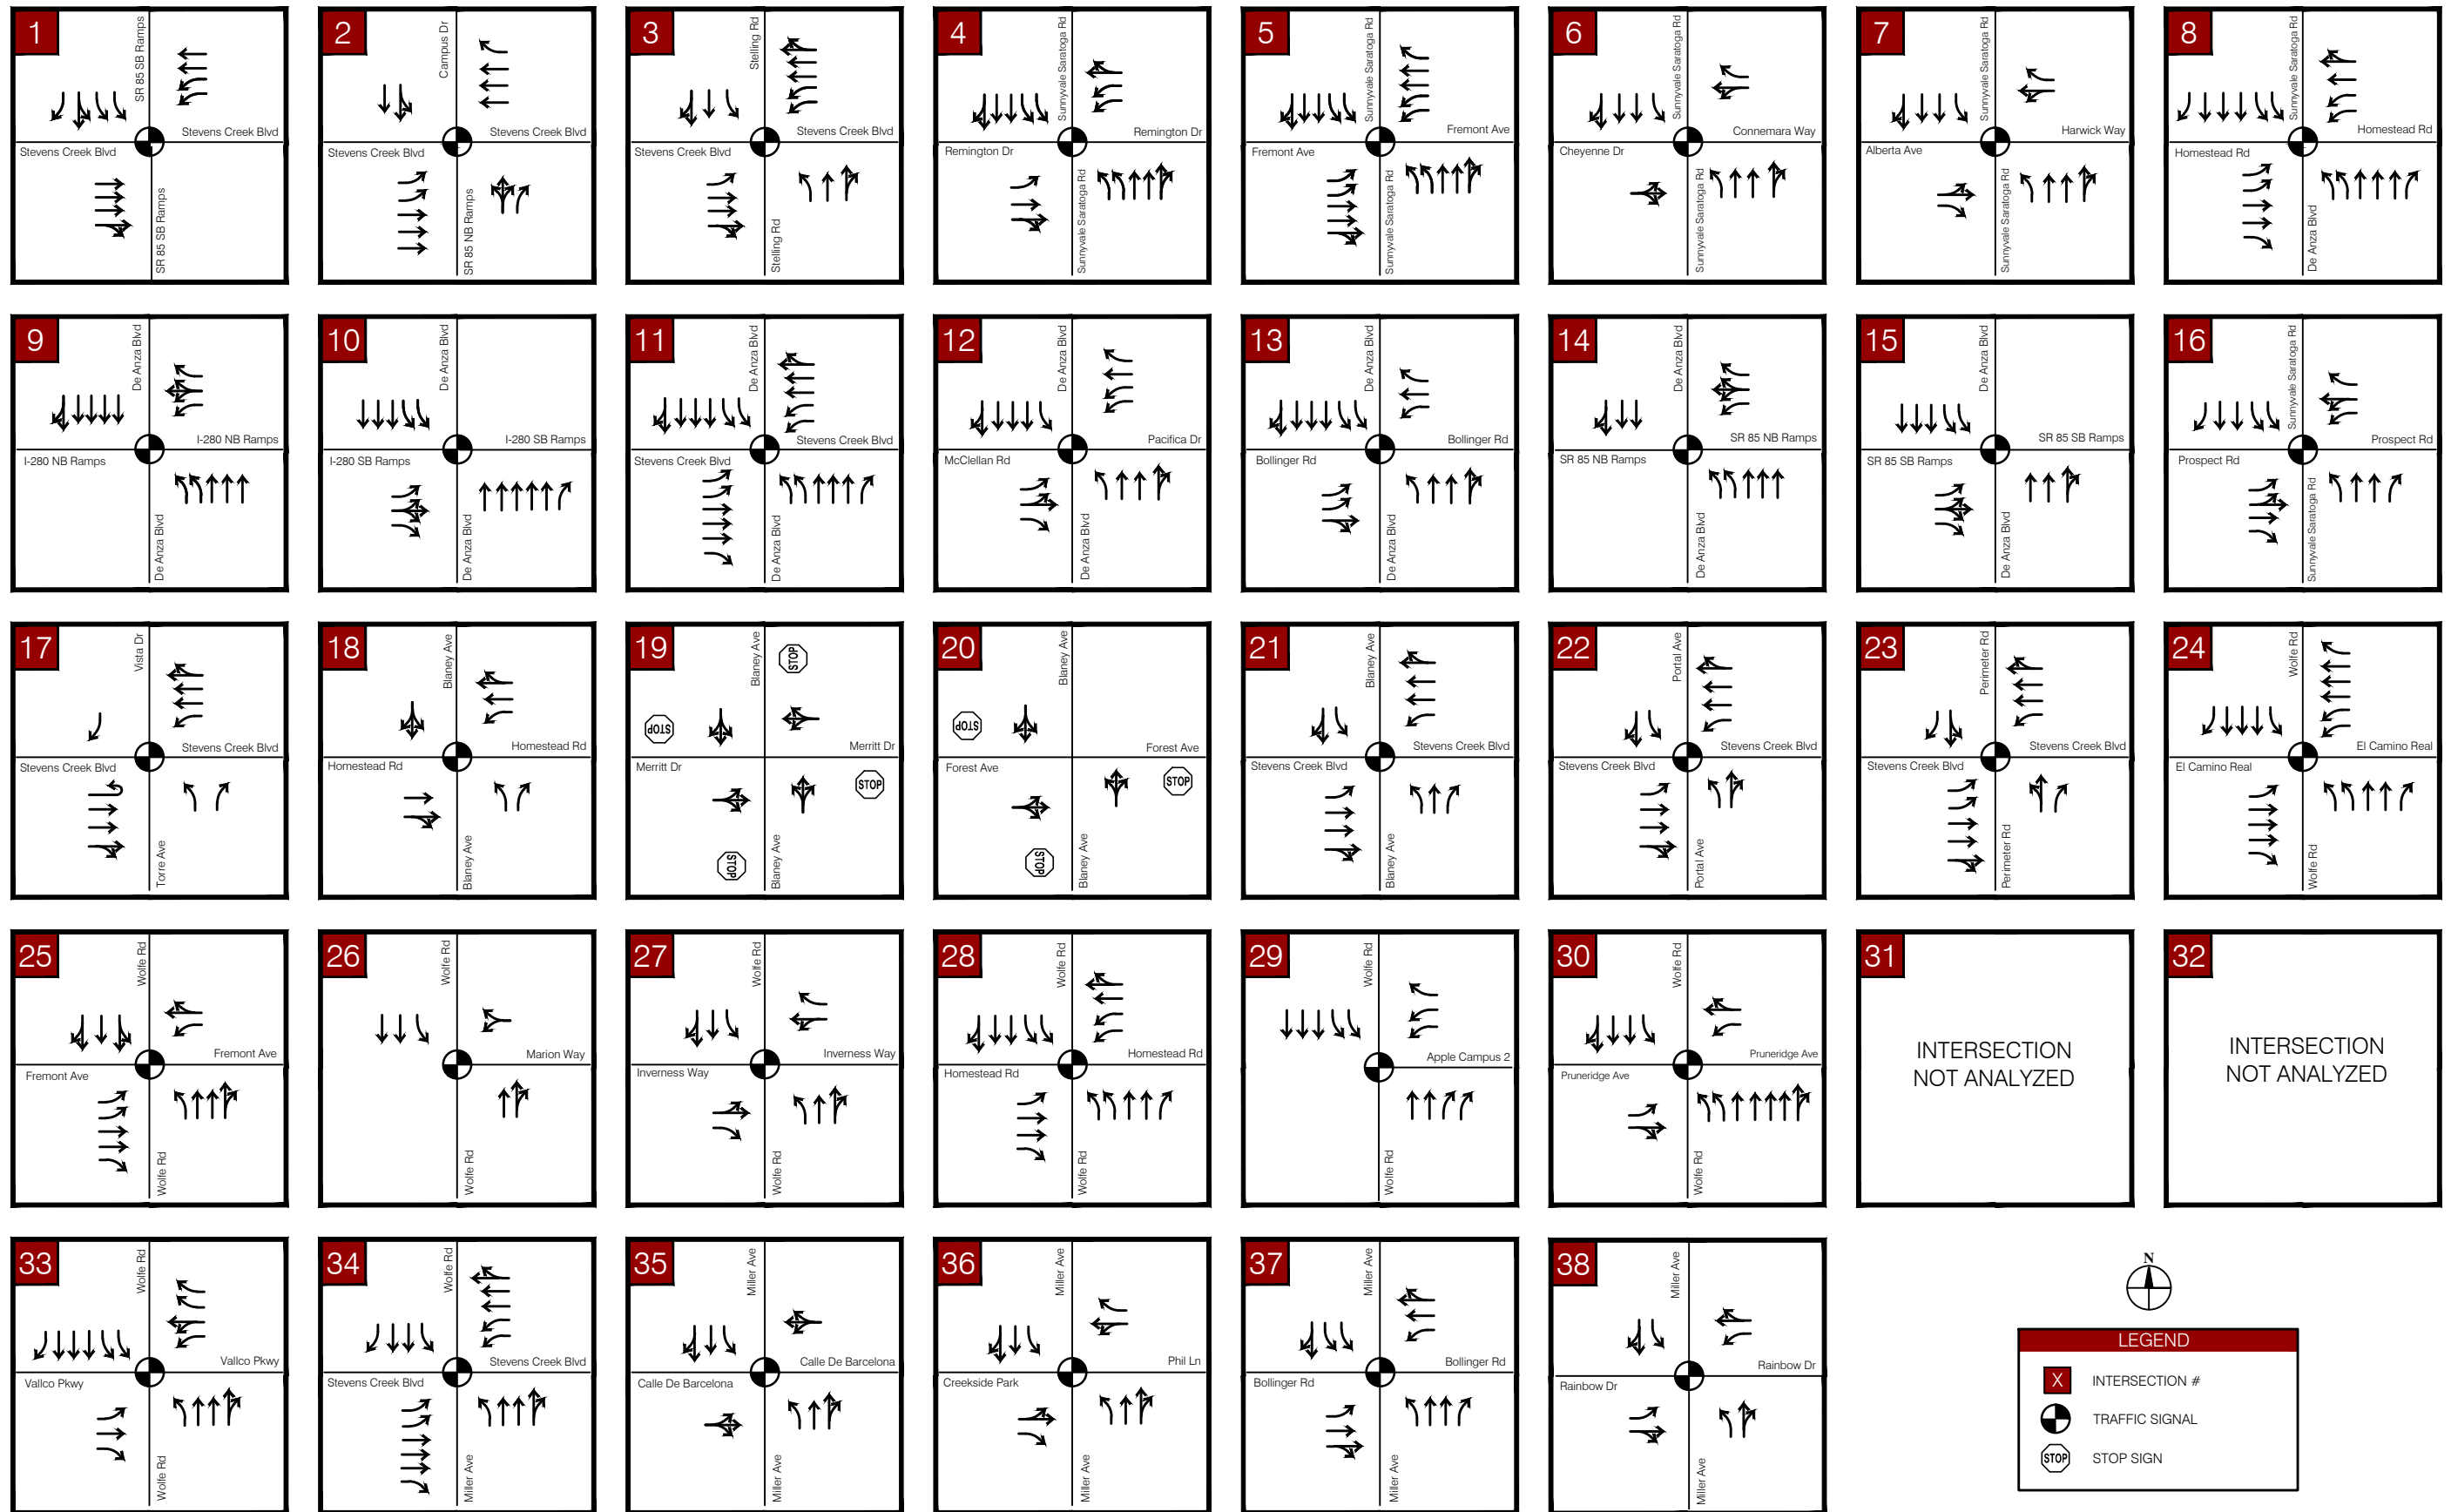 1
SR 85 SB Ramps
Stevens Creek Blvd
Stevens Creek Blvd
SR 85 SB Ramps
2
Campus Dr
Stevens Creek Blvd
Stevens Creek Blvd
SR 85 NB Ramps
3
Stelling Rd
Stevens Creek Blvd
Stevens Creek Blvd
Stelling Rd
4
Sunnyvale Saratoga Rd
Remington Dr
Remington Dr
Sunnyvale Saratoga Rd
5
Sunnyvale Saratoga Rd
Fremont Ave
Fremont Ave
Sunnyvale Saratoga Rd
6
Sunnyvale Saratoga Rd
Connemara Way
Cheyenne Dr
Sunnyvale Saratoga Rd
7
Sunnyvale Saratoga Rd
Harwick Way
Alberta Ave
Sunnyvale Saratoga Rd
8
Sunnyvale Saratoga Rd
Homestead Rd
Homestead Rd
De Anza Blvd
9
De Anza Blvd
I-280 NB Ramps
I-280 NB Ramps
De Anza Blvd
10
De Anza Blvd
I-280 SB Ramps
I-280 SB Ramps
De Anza Blvd
11
De Anza Blvd
Stevens Creek Blvd
Stevens Creek Blvd
De Anza Blvd
12
De Anza Blvd
Pacifica Dr
McClellan Rd
De Anza Blvd
13
De Anza Blvd
Bollinger Rd
Bollinger Rd
De Anza Blvd
14
De Anza Blvd
SR 85 NB Ramps
SR 85 NB Ramps
De Anza Blvd
15
De Anza Blvd
SR 85 SB Ramps
SR 85 SB Ramps
De Anza Blvd
16
Sunnyvale Saratoga Rd
Prospect Rd
Prospect Rd
Sunnyvale Saratoga Rd
17
Vista Dr
Stevens Creek Blvd
Stevens Creek Blvd
Torre Ave
18
Blaney Ave
Homestead Rd
Homestead Rd
Blaney Ave
19
Blaney Ave
STOP
STOP
Merritt Dr
Merritt Dr
STOP
STOP
Blaney Ave
20
Blaney Ave
STOP
Forest Ave
Forest Ave
STOP
STOP
Blaney Ave
21
Blaney Ave
Stevens Creek Blvd
Stevens Creek Blvd
Blaney Ave
22
Portal Ave
Stevens Creek Blvd
Stevens Creek Blvd
Portal Ave
23
Perimeter Rd
Stevens Creek Blvd
Stevens Creek Blvd
Perimeter Rd
24
Wolfe Rd
El Camino Real
El Camino Real
Wolfe Rd
25
Wolfe Rd
Fremont Ave
Fremont Ave
Wolfe Rd
26
Wolfe Rd
Marion Way
Wolfe Rd
27
Wolfe Rd
Inverness Way
Inverness Way
Wolfe Rd
28
Wolfe Rd
Homestead Rd
Homestead Rd
Wolfe Rd
29
Wolfe Rd
Apple Campus 2
Wolfe Rd
30
Wolfe Rd
Pruneridge Ave
Pruneridge Ave
Wolfe Rd
31
INTERSECTION
NOT ANALYZED
32
INTERSECTION
NOT ANALYZED
33
Wolfe Rd
Vallco Pkwy
Vallco Pkwy
Wolfe Rd
34
Wolfe Rd
Stevens Creek Blvd
Stevens Creek Blvd
Miller Ave
35
Miller Ave
Calle De Barcelona
Calle De Barcelona
Miller Ave
36
Miller Ave
Phil Ln
Creekside Park
Miller Ave
37
Miller Ave
Bollinger Rd
Bollinger Rd
Miller Ave
38
Miller Ave
Rainbow Dr
Rainbow Dr
Miller Ave
N
LEGEND
X INTERSECTION #
TRAFFIC SIGNAL
STOP STOP SIGN